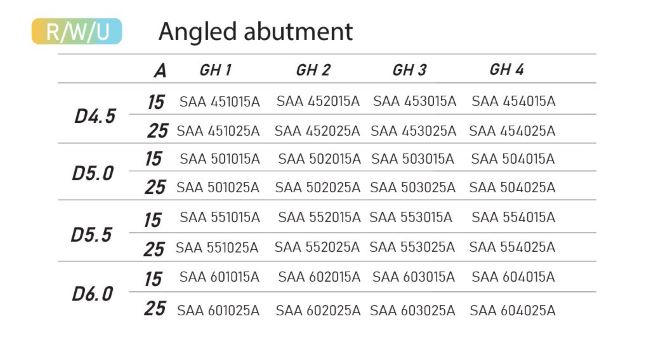 R/W/U Angled abutment
A GH 1 GH 2 GH 3 GH 4
D4.5
15 SAA 451015A SAA 452015A SAA 453015A SAA 454015A
25 SAA 451025A SAA 452025A SAA 453025A SAA 454025A
D5.0
15 SAA 501015A SAA 502015A SAA 503015A SAA 504015A
25 SAA 501025A SAA 502025A SAA 503025A SAA 504025A
D5.5
15 SAA 551015A SAA 552015A SAA 553015A SAA 554015A
25 SAA 551025A SAA 552025A SAA 553025A SAA 554025A
D6.0
15 SAA 601015A SAA 602015A SAA 603015A SAA 604015A
25 SAA 601025A SAA 602025A SAA 603025A SAA 604025A